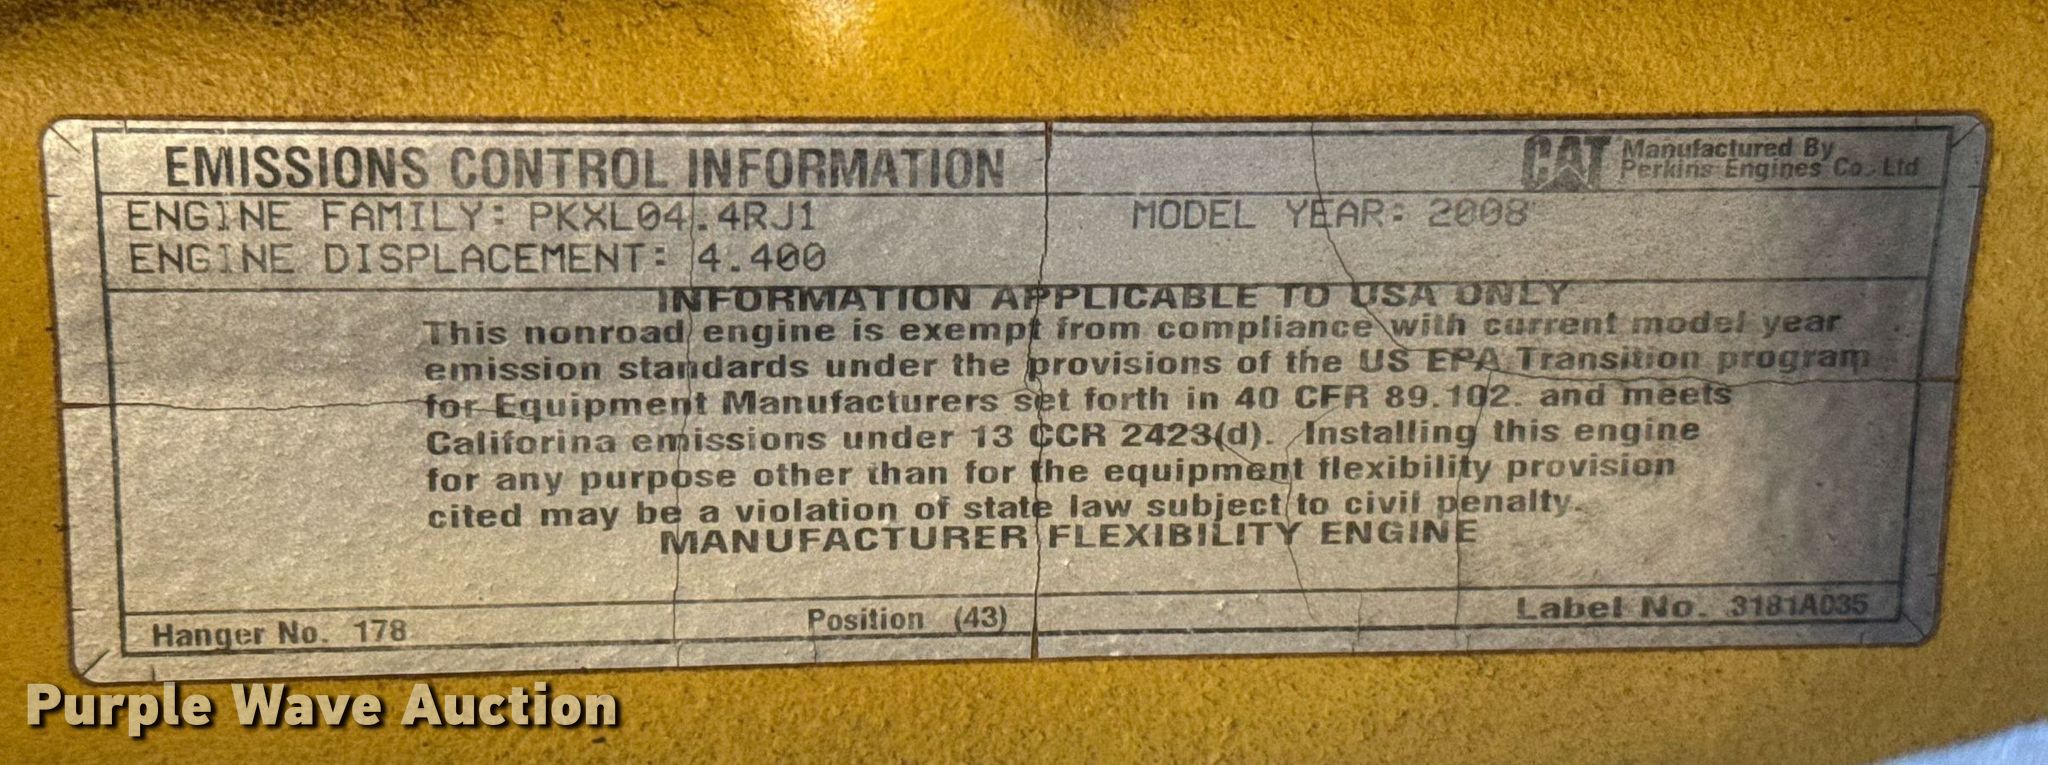 EMISSIONS CONTROL INFORMATION
CAT Manufactured By
Perkins Engines Co. Ltd
ENGINE FAMILY: PKXL04.4RJ1 MODEL YEAR: 2008
ENGINE DISPLACEMENT: 4.400
INFORMATION APPLICABLE TO USA ONLY
This nonroad engine is exempt from compliance with current model year
emission standards under the provisions of the US EPA Transition program
for Equipment Manufacturers set forth in 40 CFR 89.102. and meets
Califorina emissions under 13 CCR 2423(d). Installing this engine
for any purpose other than for the equipment flexibility provision
cited may be a violation of state law subject to civil penalty.
MANUFACTURER FLEXIBILITY ENGINE
Hanger No. 178 Position (43) Label No. 3181A035
Purple Wave Auction